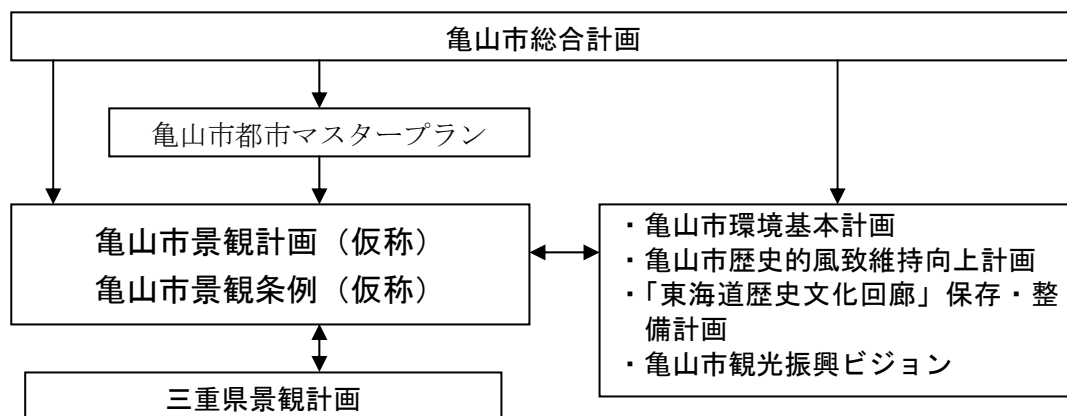 亀山市総合計画
亀山市都市マスタープラン
亀山市景観計画（仮称）
亀山市景観条例（仮称）
・亀山市環境基本計画
・亀山市歴史的風致維持向上計画
・「東海道歴史文化回廊」保存・整
備計画
・亀山市観光振興ビジョン
三重県景観計画